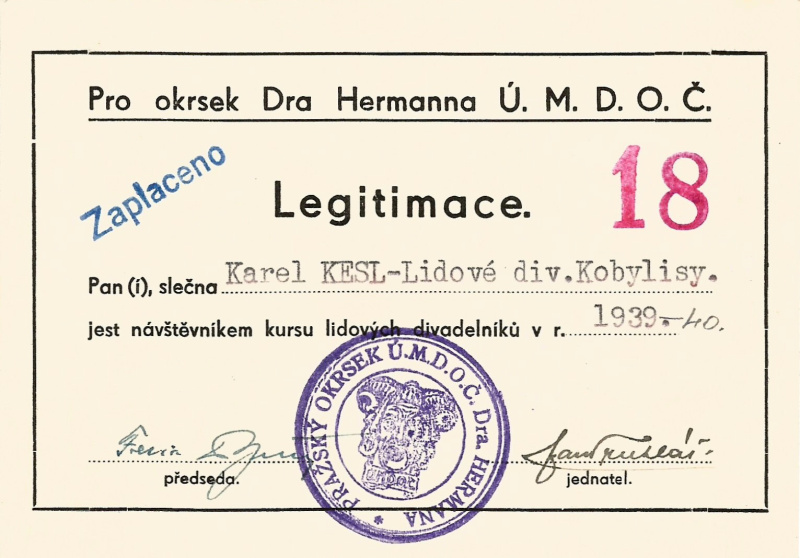 Pro okrsek Dra Hermanna Ú. M. D. O. Č.
Zaplaceno
18
Legitimace.
Pan (í), slečna Karel KESL-Lidové div.Kobylisy.
jest návštěvníkem kursu lidových divadelníků v r. 1939.-40.
PRAŽSKÝ OKRSEK Ú.M.D.O.Č. Dra. HERMANA *
předseda.
jednatel.